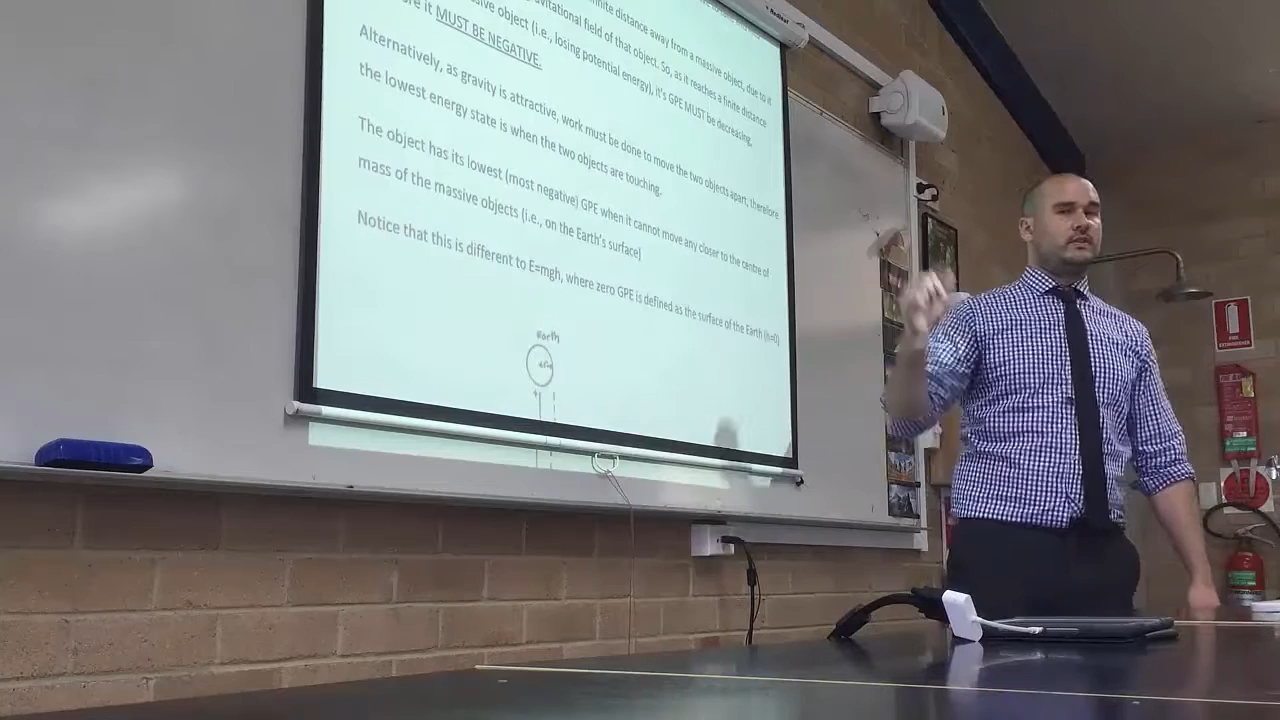 finite distance away from a massive object, due to it
gravitational field of that object. So, as it reaches a finite distance
sive object (i.e., losing potential energy), it's GPE MUST be decreasing,
ore it MUST BE NEGATIVE.
Alternatively, as gravity is attractive, work must be done to move the two objects apart, therefore
the lowest energy state is when the two objects are touching.
The object has its lowest (most negative) GPE when it cannot move any closer to the centre of
mass of the massive objects (i.e., on the Earth's surface)
Notice that this is different to E=mgh, where zero GPE is defined as the surface of the Earth (h=0)
Earth
FIRE
EXTINGUISHER